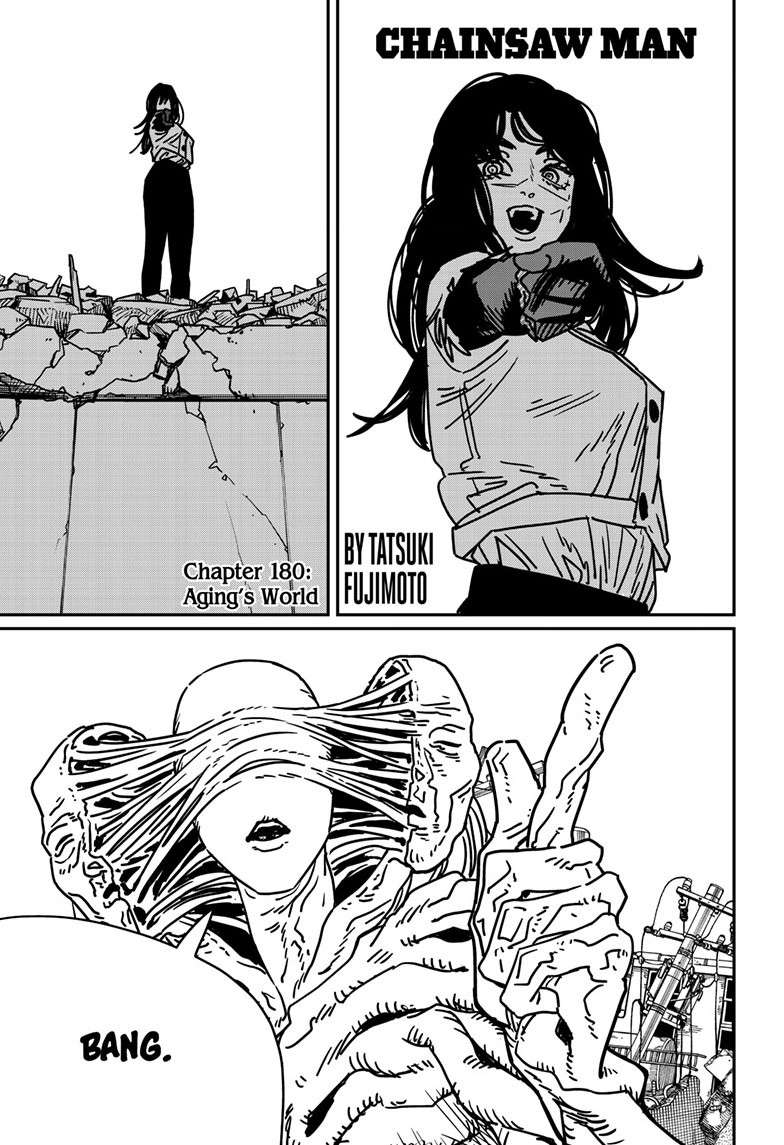 CHAINSAW MAN
BY TATSUKI
FUJIMOTO
Chapter 180:
Aging's World
BANG.